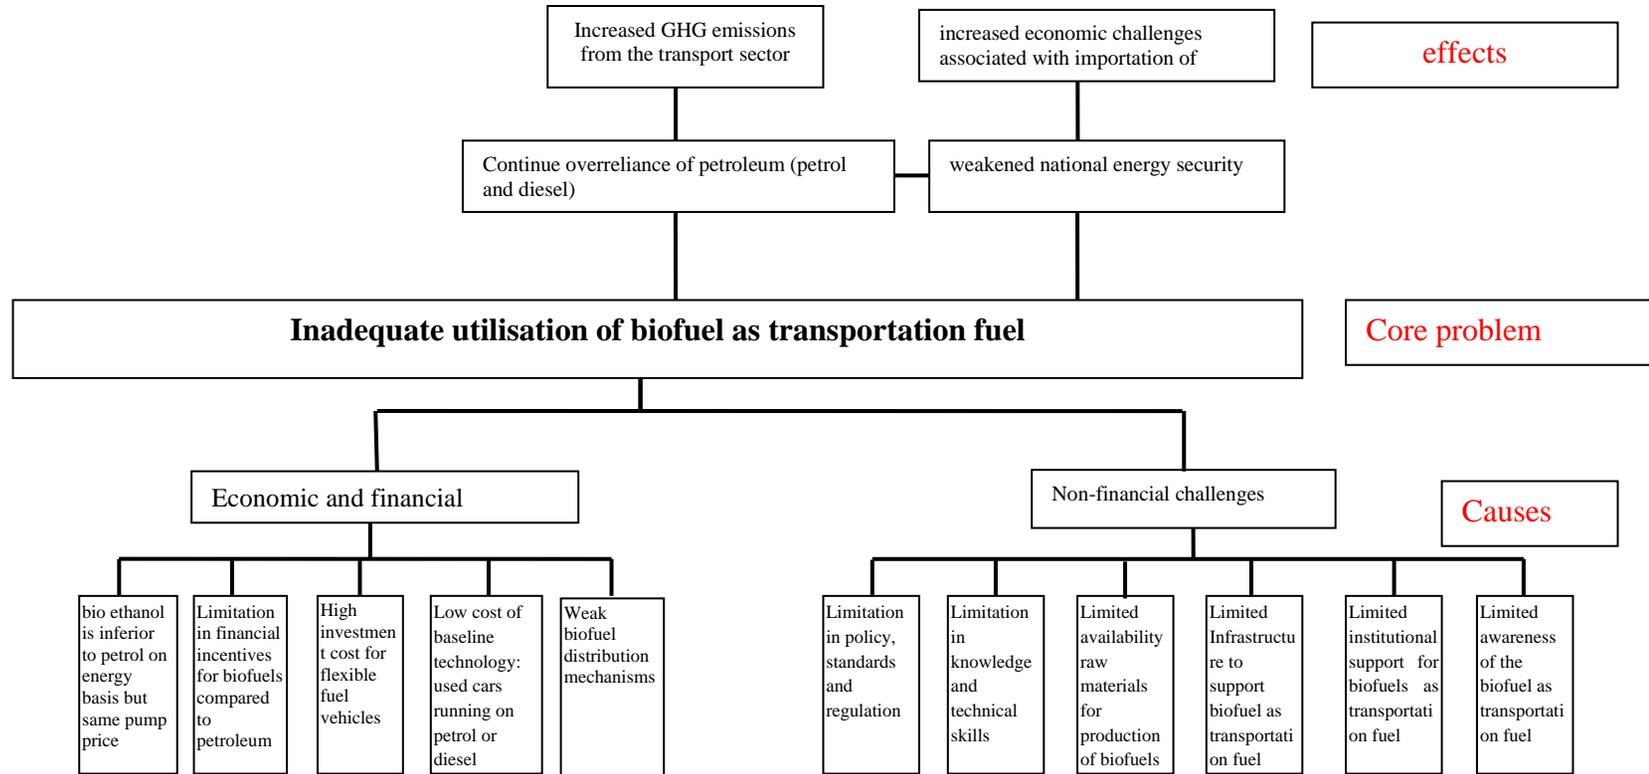 Increased GHG emissions
from the transport sector
increased economic challenges
associated with importation of
effects
Continue overreliance of petroleum (petrol
and diesel)
weakened national energy security
Inadequate utilisation of biofuel as transportation fuel
Core problem
Economic and financial
Non-financial challenges
Causes
bio ethanol
is inferior
to petrol on
energy
basis but
same pump
price
Limitation
in financial
incentives
for biofuels
compared
to
petroleum
High
investmen
t cost for
flexible
fuel
vehicles
Low cost of
baseline
technology:
used cars
running on
petrol or
diesel
Weak
biofuel
distribution
mechanisms
Limitation
in policy,
standards
and
regulation
Limitation
in
knowledge
and
technical
skills
Limited
availability
raw
materials
for
production
of biofuels
Limited
Infrastructu
re to
support
biofuel as
transportati
on fuel
Limited
institutional
support for
biofuels as
transportati
on fuel
Limited
awareness
of the
biofuel as
transportati
on fuel